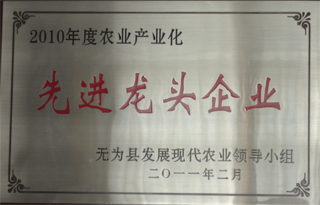 2010年度农业产业化
先进龙头企业
无为县发展现代农业领导小组
二〇一一年二月